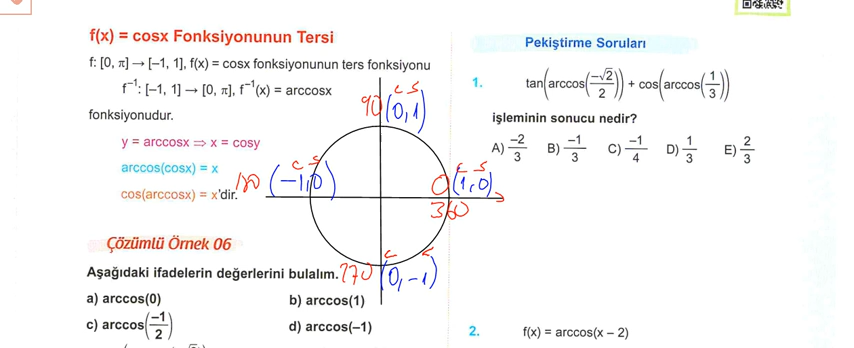 f(x) = cosx Fonksiyonunun Tersi
f: [0, π] → [–1, 1], f(x) = cosx fonksiyonunun ters fonksiyonu
f⁻¹: [–1, 1] → [0, π], f⁻¹(x) = arccosx
fonksiyonudur.
y = arccosx ⇒ x = cosy
arccos(cosx) = x
cos(arccosx) = x'dir.
90 (0,1)
c s
180 (-1,0)
c s
0 (1,0)
c s
360
270 (0,-1)
c s
Çözümlü Örnek 06
Aşağıdaki ifadelerin değerlerini bulalım.
a) arccos(0) b) arccos(1)
c) arccos(–1/2) d) arccos(–1)
Pekiştirme Soruları
1. tan(arccos(–√2/2)) + cos(arccos(1/3))
işleminin sonucu nedir?
A) –2/3 B) –1/3 C) –1/4 D) 1/3 E) 2/3
2. f(x) = arccos(x – 2)